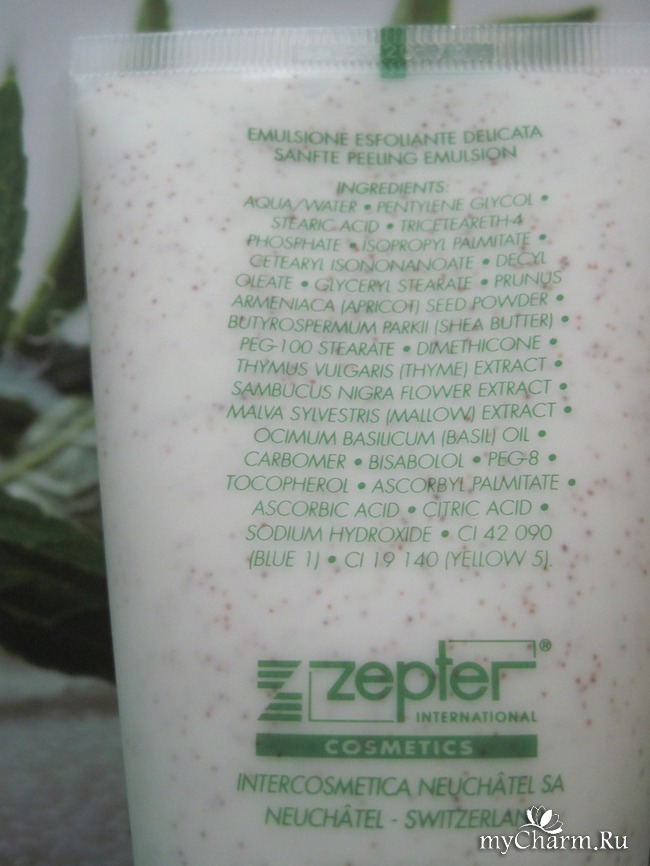 EMULSIONE ESFOLIANTE DELICATA
SANFTE PEELING EMULSION
INGREDIENTS:
AQUA/WATER • PENTYLENE GLYCOL •
STEARIC ACID • TRICETEARETH-4
PHOSPHATE • ISOPROPYL PALMITATE •
CETEARYL ISONONANOATE • DECYL
OLEATE • GLYCERYL STEARATE • PRUNUS
ARMENIACA (APRICOT) SEED POWDER •
BUTYROSPERMUM PARKII (SHEA BUTTER) •
PEG-100 STEARATE • DIMETHICONE •
THYMUS VULGARIS (THYME) EXTRACT •
SAMBUCUS NIGRA FLOWER EXTRACT •
MALVA SYLVESTRIS (MALLOW) EXTRACT •
OCIMUM BASILICUM (BASIL) OIL •
CARBOMER • BISABOLOL • PEG-8 •
TOCOPHEROL • ASCORBYL PALMITATE •
ASCORBIC ACID • CITRIC ACID •
SODIUM HYDROXIDE • CI 42 090
(BLUE 1) • CI 19 140 (YELLOW 5).
zepter®
INTERNATIONAL
COSMETICS
INTERCOSMETICA NEUCHÂTEL SA
NEUCHÂTEL - SWITZERLAND
myCharm.Ru